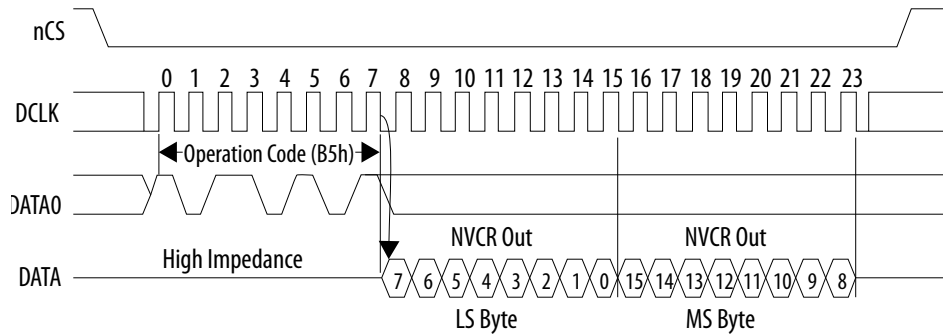 nCS
0 1 2 3 4 5 6 7 8 9 10 11 12 13 14 15 16 17 18 19 20 21 22 23
DCLK
Operation Code (B5h)
DATA0
NVCR Out NVCR Out
High Impedance
DATA 7 6 5 4 3 2 1 0 15 14 13 12 11 10 9 8
LS Byte MS Byte